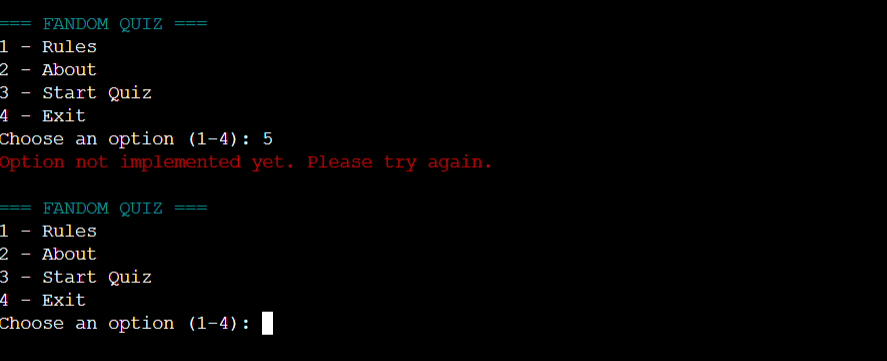 === FANDOM QUIZ ===
1 - Rules
2 - About
3 - Start Quiz
4 - Exit
Choose an option (1-4): 5
Option not implemented yet. Please try again.
=== FANDOM QUIZ ===
1 - Rules
2 - About
3 - Start Quiz
4 - Exit
Choose an option (1-4):